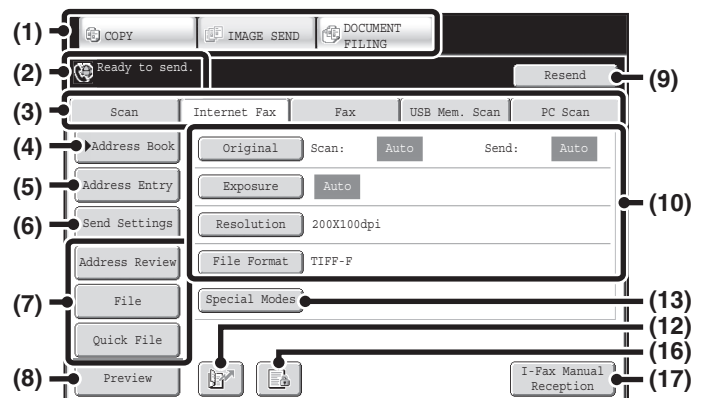 (1) COPY IMAGE SEND DOCUMENT FILING
(2) Ready to send. Resend (9)
(3) Scan Internet Fax Fax USB Mem. Scan PC Scan
(4) Address Book Original Scan: Auto Send: Auto
(5) Address Entry Exposure Auto (10)
(6) Send Settings Resolution 200X100dpi
Address Review File Format TIFF-F
(7) File Special Modes (13)
Quick File (12)
(16)
(8) Preview I-Fax Manual Reception (17)